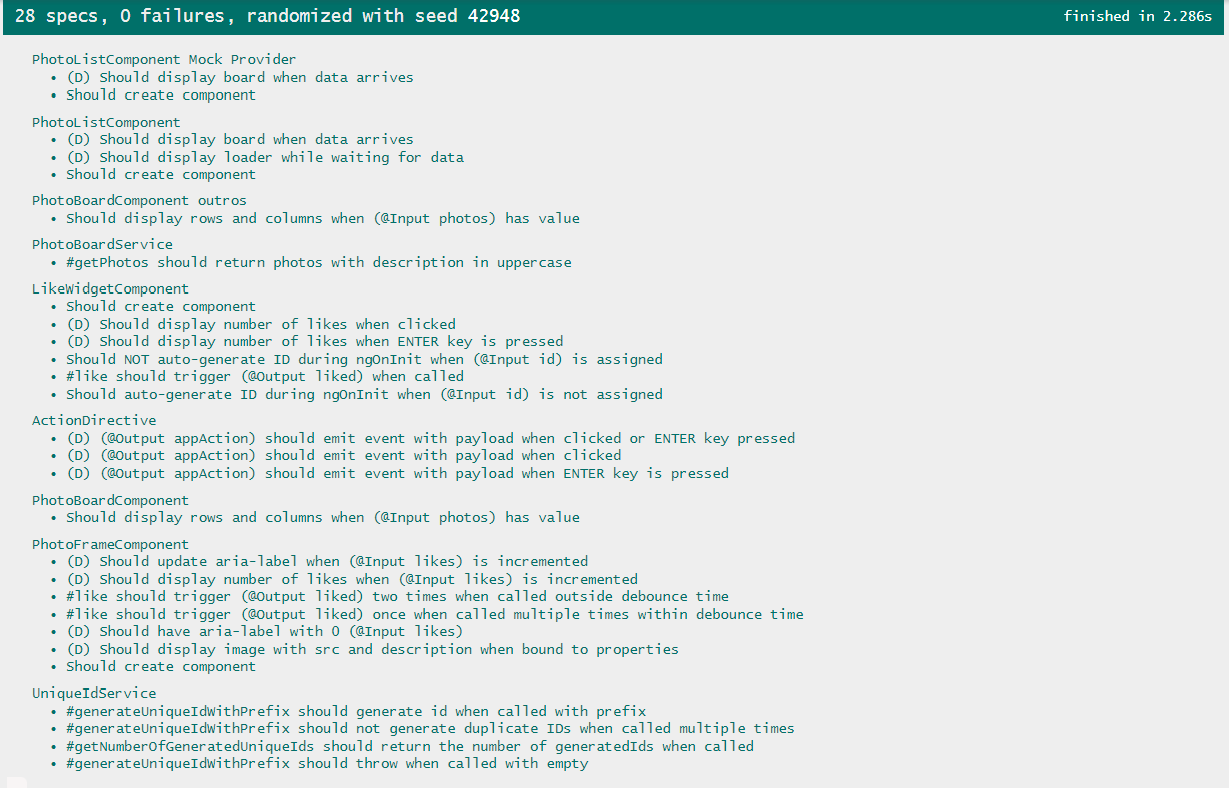 28 specs, 0 failures, randomized with seed 42948
finished in 2.286s
PhotoListComponent Mock Provider
• (D) Should display board when data arrives
• Should create component
PhotoListComponent
• (D) Should display board when data arrives
• (D) Should display loader while waiting for data
• Should create component
PhotoBoardComponent outros
• Should display rows and columns when (@Input photos) has value
PhotoBoardService
• #getPhotos should return photos with description in uppercase
LikeWidgetComponent
• Should create component
• (D) Should display number of likes when clicked
• (D) Should display number of likes when ENTER key is pressed
• Should NOT auto-generate ID during ngOnInit when (@Input id) is assigned
• #like should trigger (@Output liked) when called
• Should auto-generate ID during ngOnInit when (@Input id) is not assigned
ActionDirective
• (D) (@Output appAction) should emit event with payload when clicked or ENTER key pressed
• (D) (@Output appAction) should emit event with payload when clicked
• (D) (@Output appAction) should emit event with payload when ENTER key is pressed
PhotoBoardComponent
• Should display rows and columns when (@Input photos) has value
PhotoFrameComponent
• (D) Should update aria-label when (@Input likes) is incremented
• (D) Should display number of likes when (@Input likes) is incremented
• #like should trigger (@Output liked) two times when called outside debounce time
• #like should trigger (@Output liked) once when called multiple times within debounce time
• (D) Should have aria-label with 0 (@Input likes)
• (D) Should display image with src and description when bound to properties
• Should create component
UniqueIdService
• #generateUniqueIdWithPrefix should generate id when called with prefix
• #generateUniqueIdWithPrefix should not generate duplicate IDs when called multiple times
• #getNumberOfGeneratedUniqueIds should return the number of generatedIds when called
• #generateUniqueIdWithPrefix should throw when called with empty